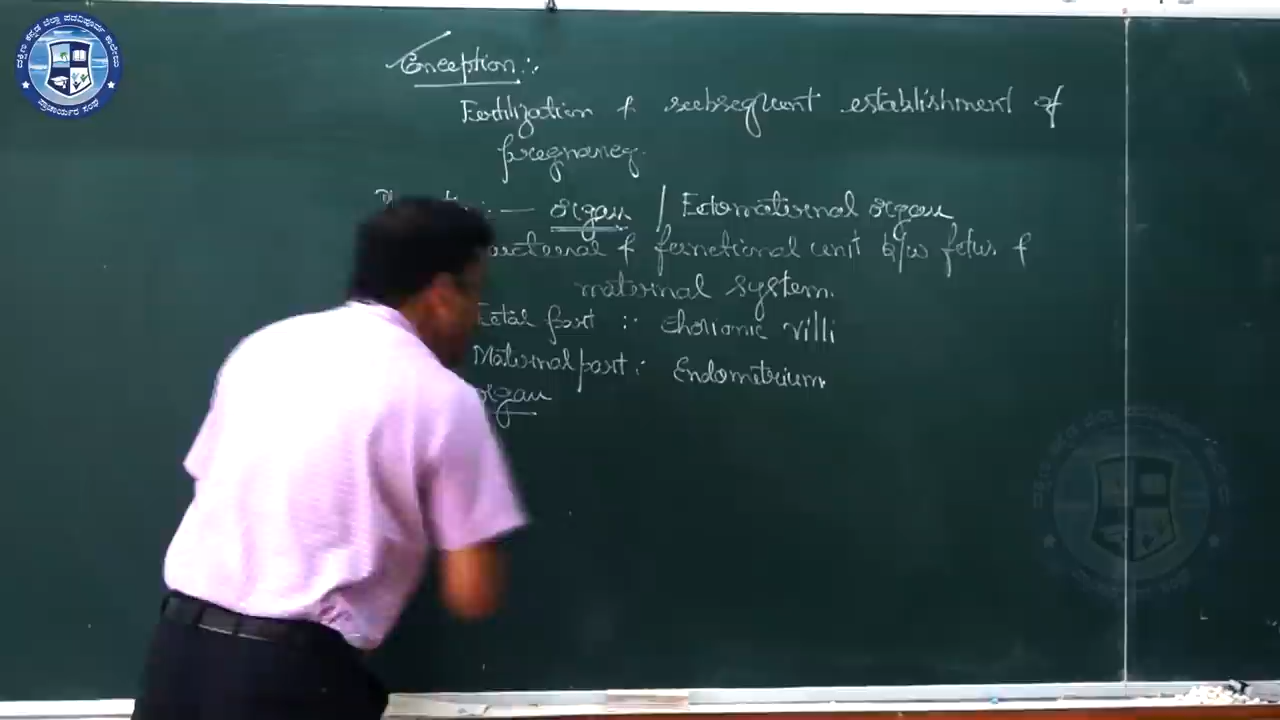 Conception :-
Fertilization & subsequent establishment of
pregnancy.
:— organ / Fetomaternal organ
& functional unit b/w fetus &
maternal system.
Fetal part :- Chorionic Villi
Maternal part :- Endometrium.
organ